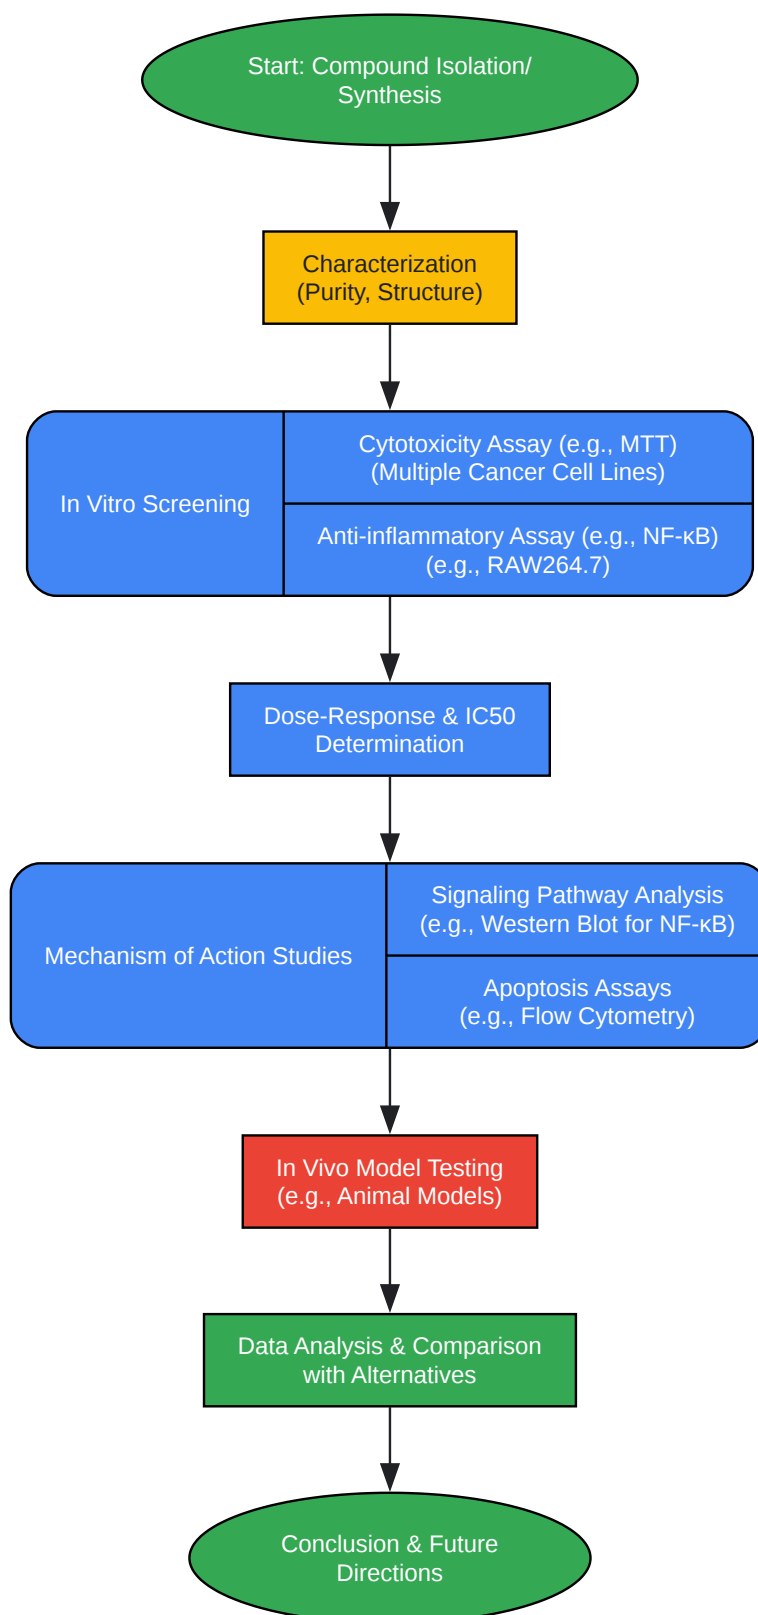 Start: Compound Isolation/
Synthesis
Characterization
(Purity, Structure)
In Vitro Screening
Cytotoxicity Assay (e.g., MTT)
(Multiple Cancer Cell Lines)
Anti-inflammatory Assay (e.g., NF-κB)
(e.g., RAW264.7)
Dose-Response & IC50
Determination
Mechanism of Action Studies
Signaling Pathway Analysis
(e.g., Western Blot for NF-κB)
Apoptosis Assays
(e.g., Flow Cytometry)
In Vivo Model Testing
(e.g., Animal Models)
Data Analysis & Comparison
with Alternatives
Conclusion & Future
Directions